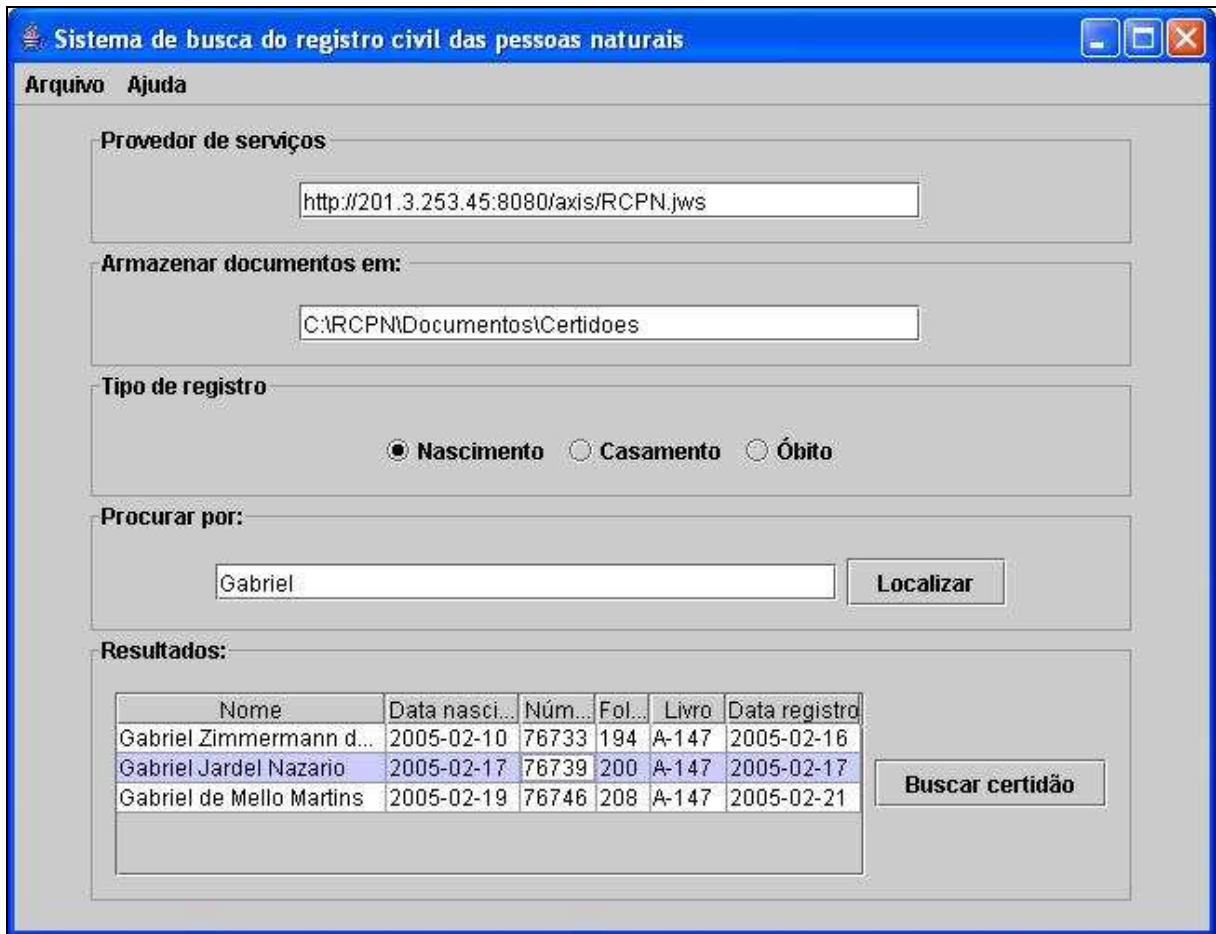 Sistema de busca do registro civil das pessoas naturais
Arquivo Ajuda
Provedor de serviços
http://201.3.253.45:8080/axis/RCPN.jws
Armazenar documentos em:
C:\RCPN\Documentos\Certidoes
Tipo de registro
Nascimento Casamento Óbito
Procurar por:
Gabriel Localizar
Resultados:
Nome Data nasci... Núm... Fol... Livro Data registro
Gabriel Zimmermann d... 2005-02-10 76733 194 A-147 2005-02-16
Gabriel Jardel Nazario 2005-02-17 76739 200 A-147 2005-02-17
Gabriel de Mello Martins 2005-02-19 76746 208 A-147 2005-02-21
Buscar certidão